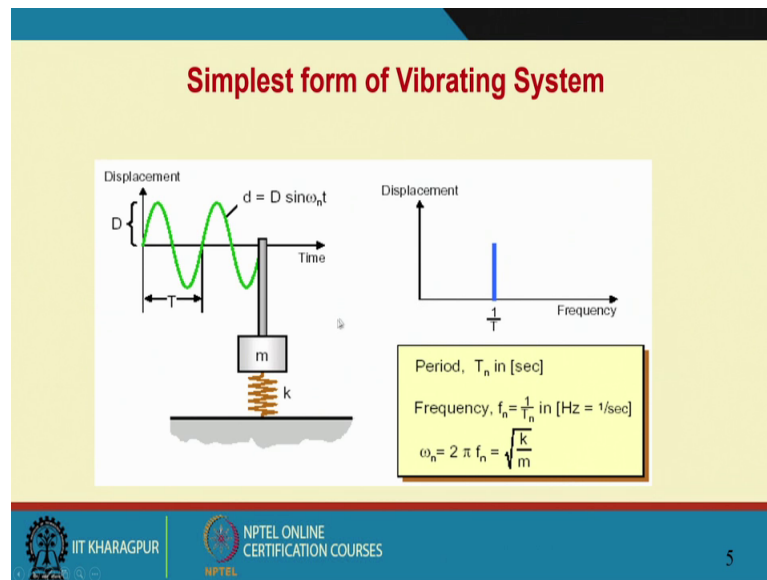 Simplest form of Vibrating System
Displacement
D
d = D sinωₙt
Time
T
m
k
Displacement
Frequency
1/T
Period, Tₙ in [sec]
Frequency, fₙ= 1/Tₙ in [Hz = 1/sec]
ωₙ= 2 π fₙ = √(k/m)
IIT KHARAGPUR
NPTEL
NPTEL ONLINE
CERTIFICATION COURSES
5